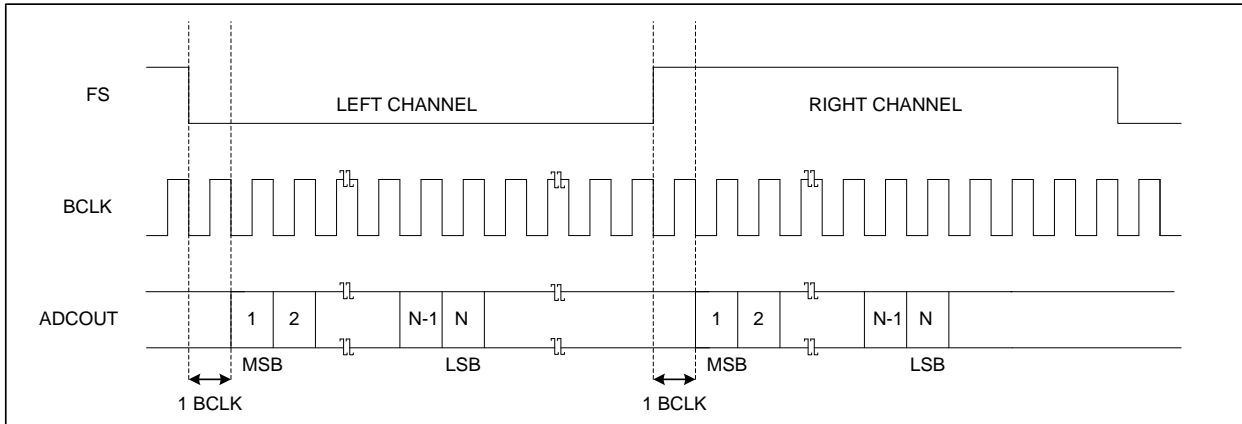 FS
LEFT CHANNEL
RIGHT CHANNEL
BCLK
ADCOUT
1 2 N-1 N 1 2 N-1 N
MSB LSB MSB LSB
1 BCLK 1 BCLK